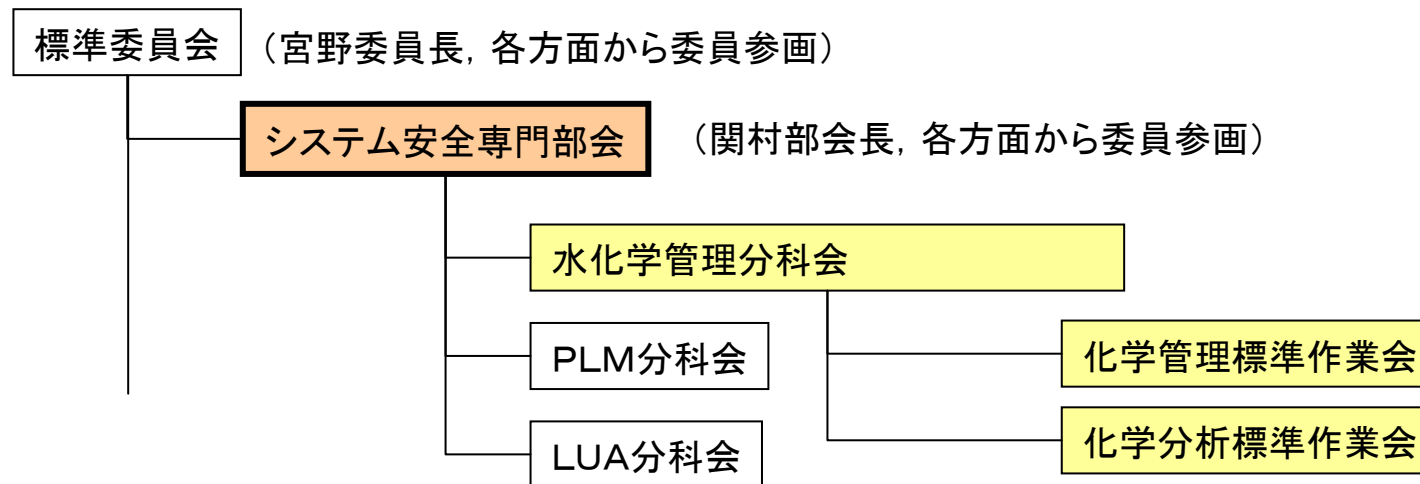 標準委員会 (宮野委員長, 各方面から委員参画)
システム安全専門部会 (関村部会長, 各方面から委員参画)
水化学管理分科会
PLM分科会
化学管理標準作業会
LUA分科会
化学分析標準作業会